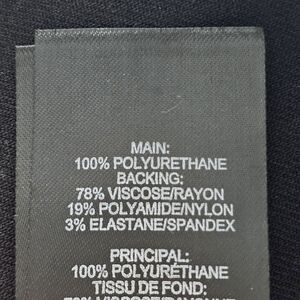 MAIN:
100% POLYURETHANE
BACKING:
78% VISCOSE/RAYON
19% POLYAMIDE/NYLON
3% ELASTANE/SPANDEX
PRINCIPAL:
100% POLYURÉTHANE
TISSU DE FOND: